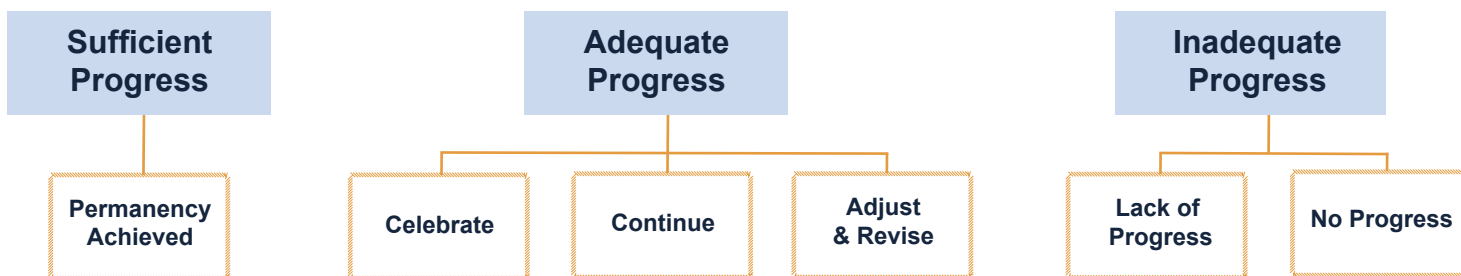 Sufficient
Progress
Adequate
Progress
Inadequate
Progress
Permanency
Achieved
Celebrate
Continue
Adjust
& Revise
Lack of
Progress
No Progress